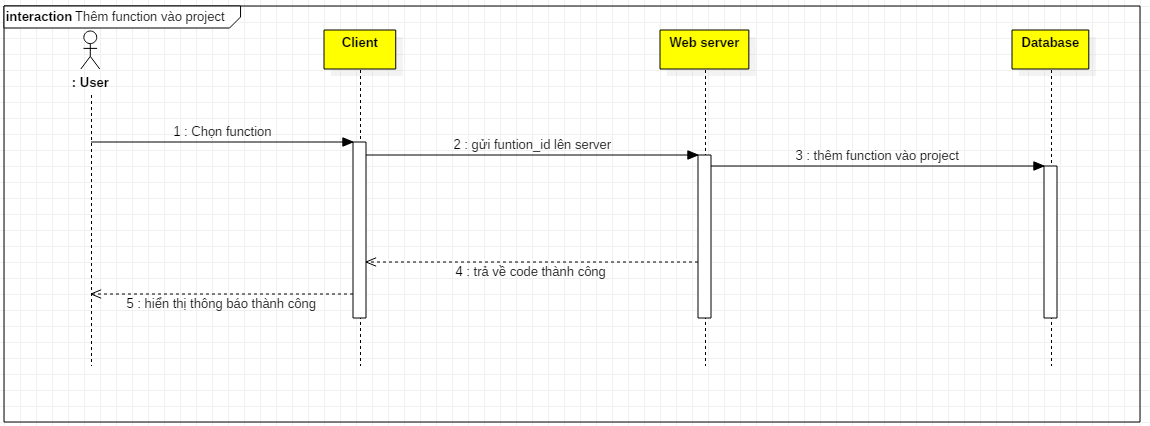 interaction Thêm function vào project
Client
Web server
Database
: User
1 : Chọn function
2 : gửi funtion_id lên server
3 : thêm function vào project
4 : trả về code thành công
5 : hiển thị thông báo thành công